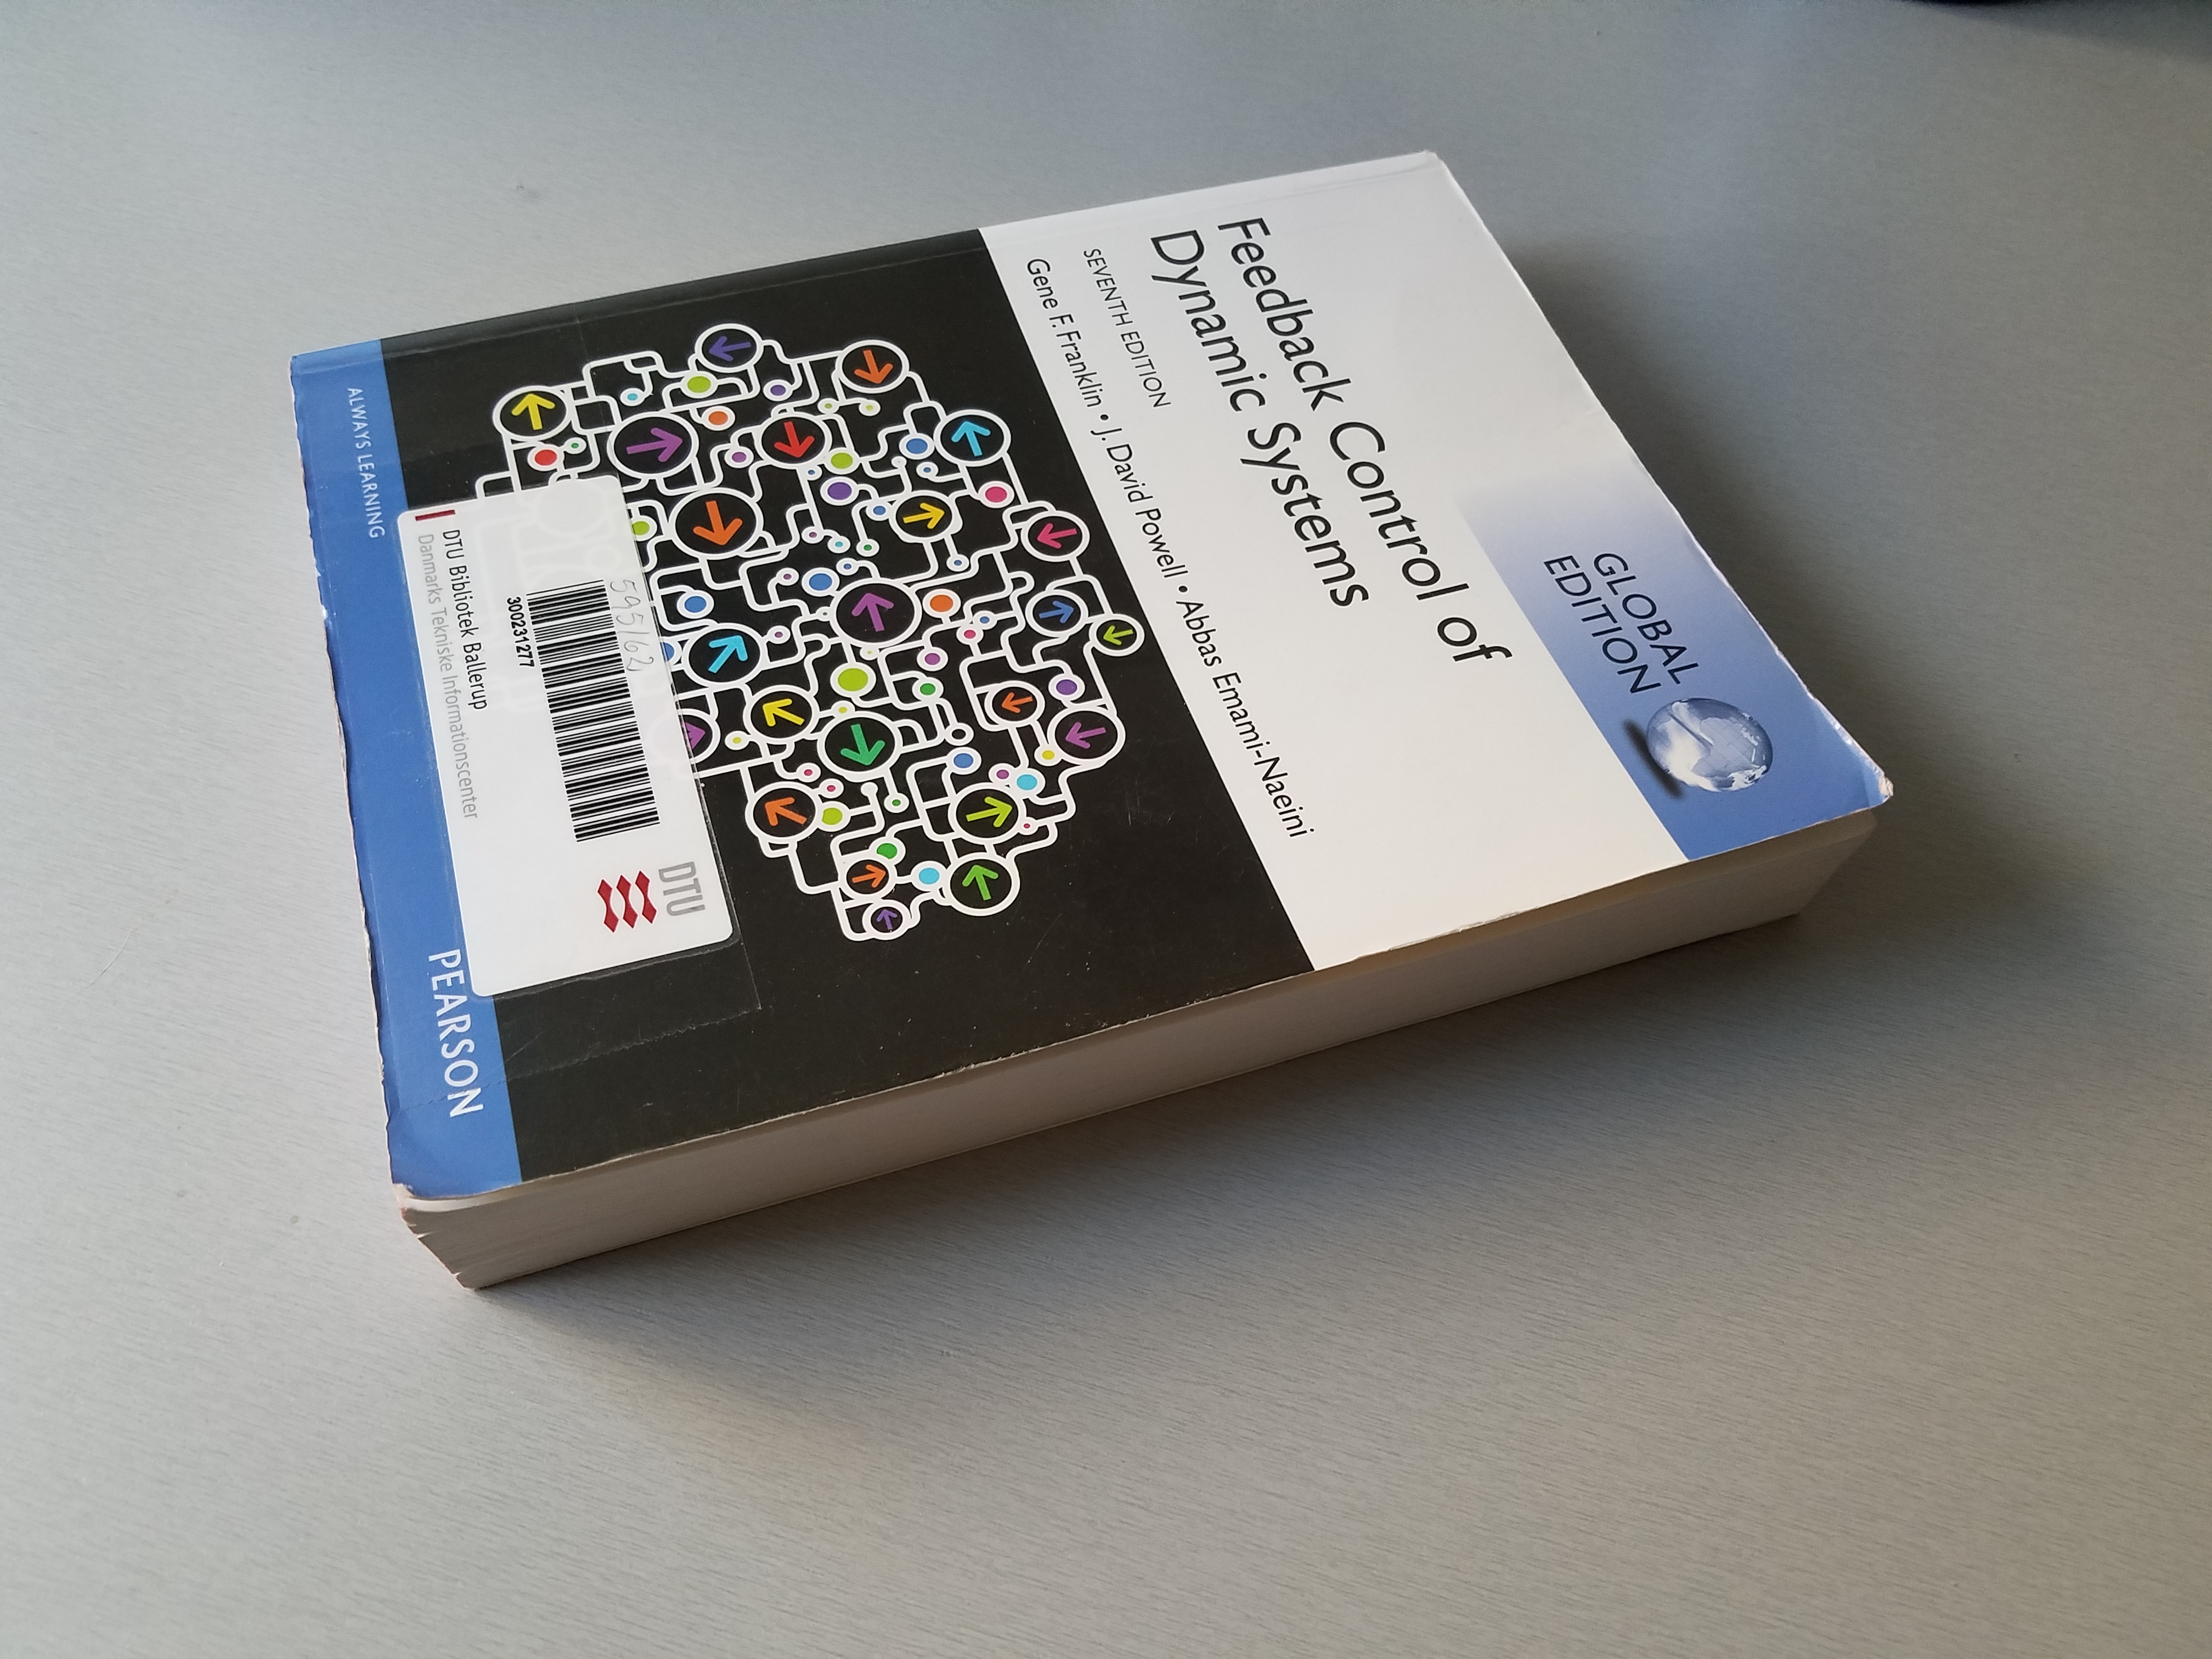 GLOBAL
EDITION
Feedback Control of
Dynamic Systems
SEVENTH EDITION
Gene F. Franklin • J. David Powell • Abbas Emami-Naeini
595/62
300231277
DTU Bibliotek Ballerup
Danmarks Tekniske Informationscenter
DTU
ALWAYS LEARNING
PEARSON